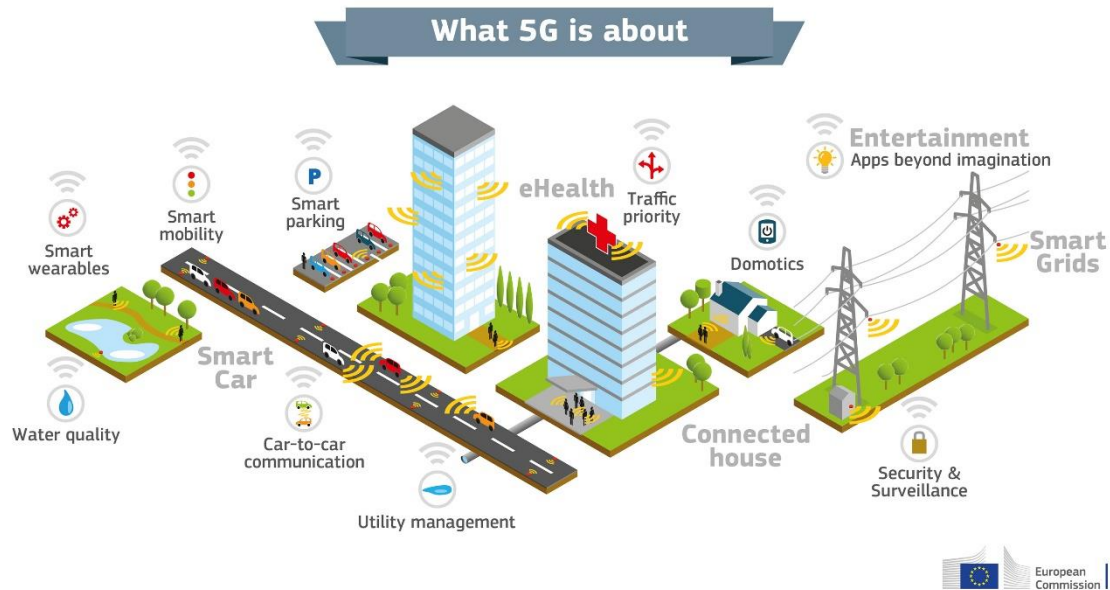 What 5G is about
Entertainment
Apps beyond imagination
eHealth
Traffic
priority
P
Smart
parking
Smart
mobility
Smart
wearables
Domotics
Smart
Grids
Smart
Car
Water quality
Car-to-car
communication
Connected
house
Security &
Surveillance
Utility management
European
Commission